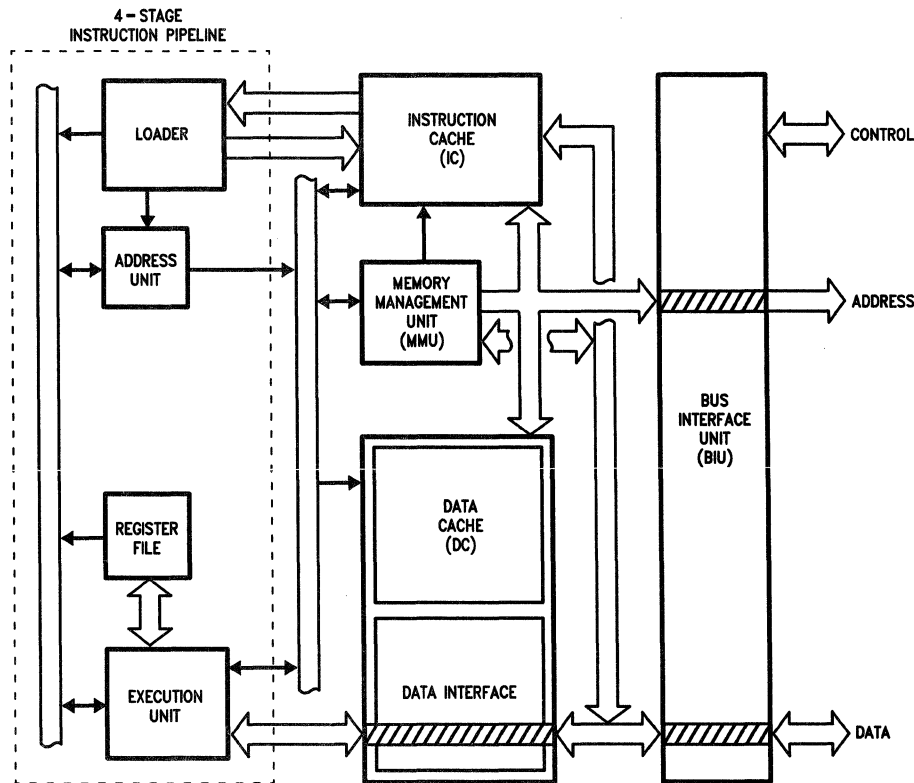 4-STAGE
INSTRUCTION PIPELINE
LOADER
INSTRUCTION
CACHE
(IC)
CONTROL
ADDRESS
UNIT
MEMORY
MANAGEMENT
UNIT
(MMU)
ADDRESS
BUS
INTERFACE
UNIT
(BIU)
REGISTER
FILE
DATA
CACHE
(DC)
EXECUTION
UNIT
DATA INTERFACE
DATA